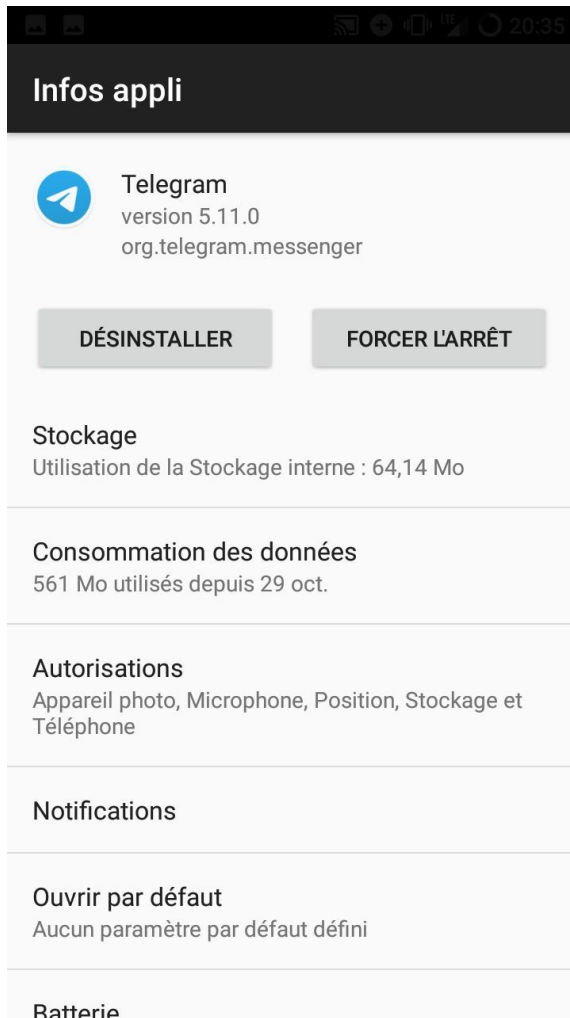 LTE 20:35
Infos appli
Telegram
version 5.11.0
org.telegram.messenger
DÉSINSTALLER
FORCER L'ARRÊT
Stockage
Utilisation de la Stockage interne : 64,14 Mo
Consommation des données
561 Mo utilisés depuis 29 oct.
Autorisations
Appareil photo, Microphone, Position, Stockage et
Téléphone
Notifications
Ouvrir par défaut
Aucun paramètre par défaut défini
Batterie